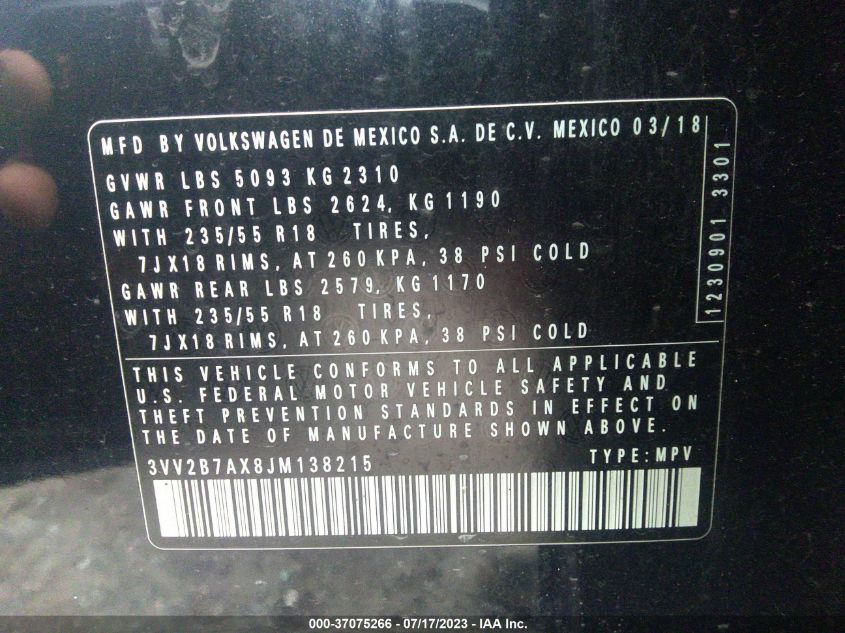 MFD BY VOLKSWAGEN DE MEXICO S.A. DE C.V. MEXICO 03/18
GVWR LBS 5093 KG 2310
GAWR FRONT LBS 2624, KG 1190
WITH 235/55 R18 TIRES,
7JX18 RIMS, AT 260 KPA, 38 PSI COLD
GAWR REAR LBS 2579, KG 1170
WITH 235/55 R18 TIRES,
7JX18 RIMS, AT 260 KPA, 38 PSI COLD
1230901 3301
THIS VEHICLE CONFORMS TO ALL APPLICABLE
U.S. FEDERAL MOTOR VEHICLE SAFETY AND
THEFT PREVENTION STANDARDS IN EFFECT ON
THE DATE OF MANUFACTURE SHOWN ABOVE.
3VV2B7AX8JM138215 TYPE: MPV
000-37075266 - 07/17/2023 - IAA Inc.